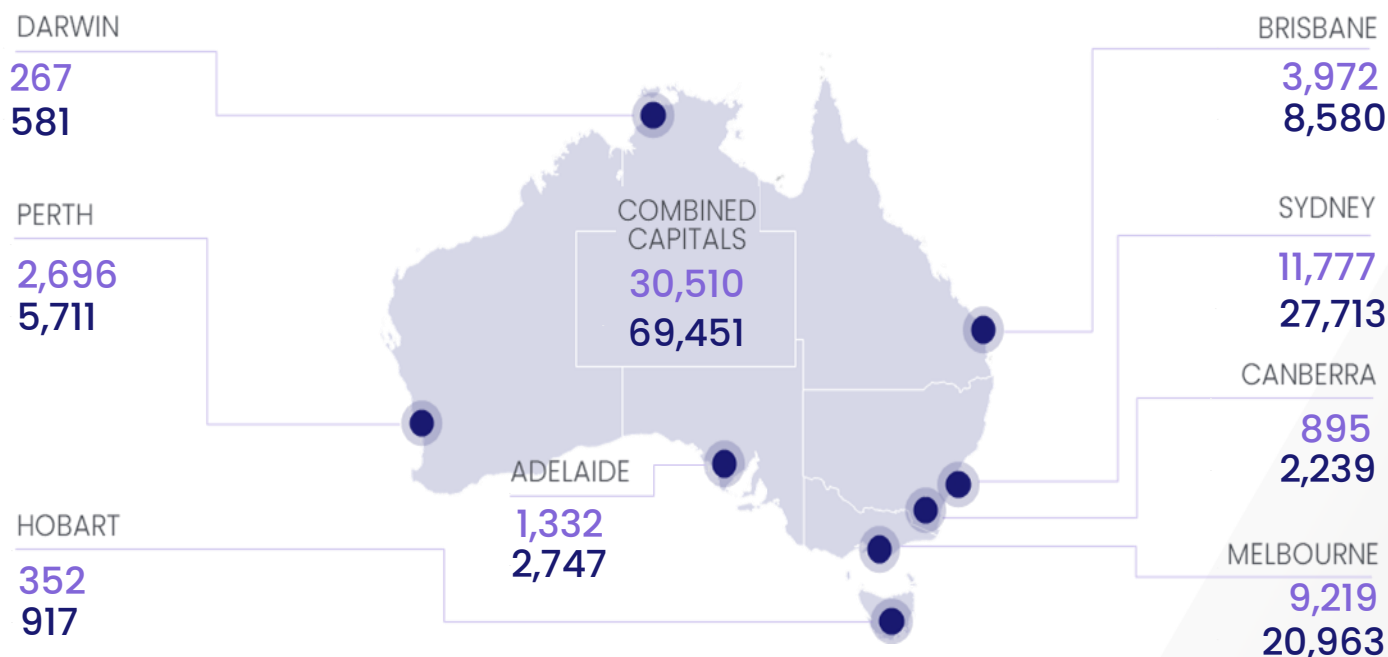 DARWIN
267
581
BRISBANE
3,972
8,580
PERTH
2,696
5,711
COMBINED
CAPITALS
30,510
69,451
SYDNEY
11,777
27,713
CANBERRA
895
2,239
ADELAIDE
1,332
2,747
HOBART
352
917
MELBOURNE
9,219
20,963